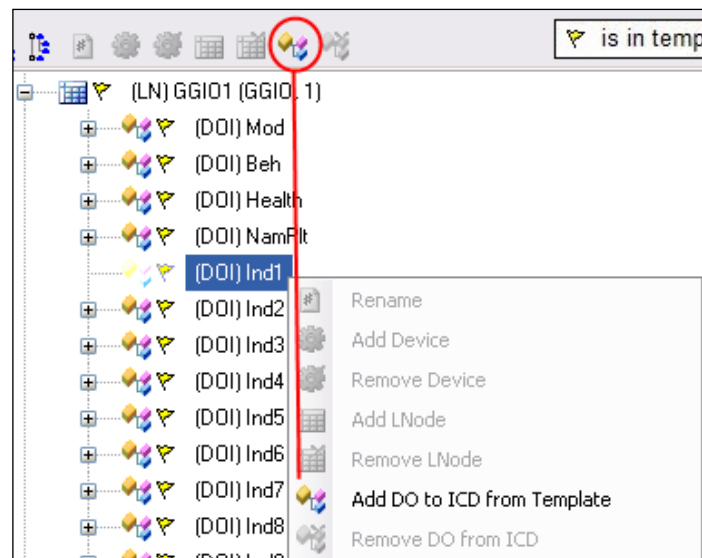 is in temp
(LN) GGIO1 (GGIO, 1)
(DOI) Mod
(DOI) Beh
(DOI) Health
(DOI) NamPlt
(DOI) Ind1
(DOI) Ind2
(DOI) Ind3
(DOI) Ind4
(DOI) Ind5
(DOI) Ind6
(DOI) Ind7
(DOI) Ind8
Rename
Add Device
Remove Device
Add LNode
Remove LNode
Add DO to ICD from Template
Remove DO from ICD